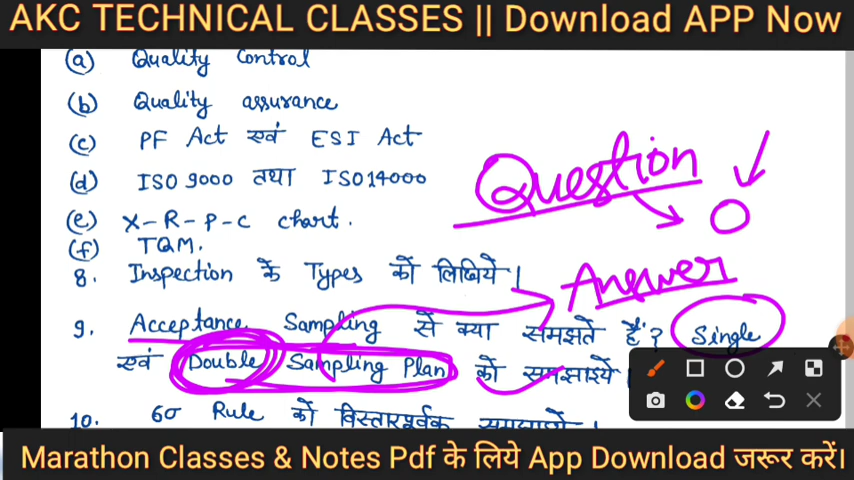 AKC TECHNICAL CLASSES || Download APP Now
(a) Quality Control
(b) Quality assurance
(c) PF Act एवं ESI Act
(d) ISO 9000 तथा ISO14000
(e) X-R-P-C chart.
(f) TQM.
Question
8. Inspection के Types को लिखिये।
Answer
9. Acceptance Sampling से क्या समझते हैं? Single
एवं Double Sampling Plan को समझाइये।
10. 6σ Rule को विस्तारपूर्वक समझाओ।
Marathon Classes & Notes Pdf के लिये App Download जरूर करें।